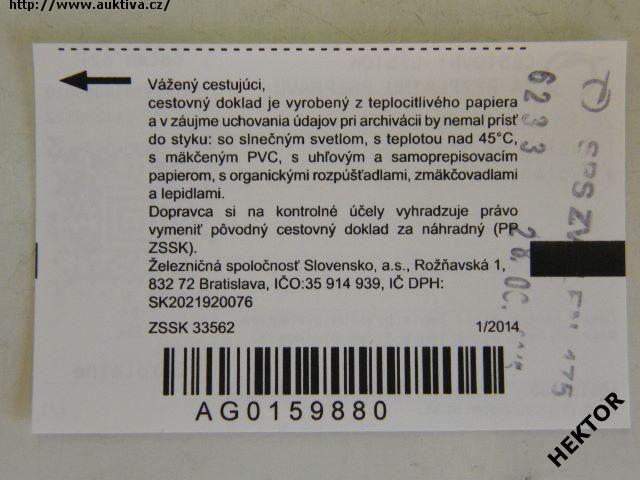 http://www.auktiva.cz/
Vážený cestujúci,
cestovný doklad je vyrobený z teplocitlivého papiera
a v záujme uchovania údajov pri archivácii by nemal prísť
do styku: so slnečným svetlom, s teplotou nad 45°C,
s mäkčeným PVC, s uhľovým a samoprepisovacím
papierom, s organickými rozpúšťadlami, zmäkčovadlami
a lepidlami.
Dopravca si na kontrolné účely vyhradzuje právo
vymeniť pôvodný cestovný doklad za náhradný (PP
ZSSK).
Železničná spoločnosť Slovensko, a.s., Rožňavská 1,
832 72 Bratislava, IČO:35 914 939, IČ DPH:
SK2021920076
ZSSK 33562 1/2014
AG0159880
6233
28
HEKTOR